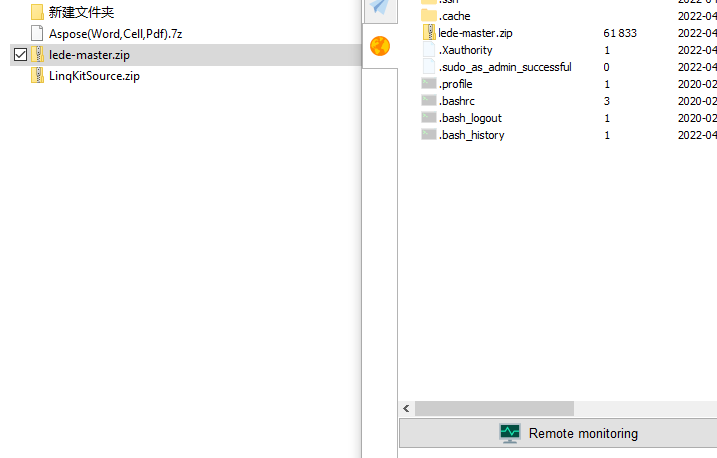 新建文件夹
Aspose(Word,Cell,Pdf).7z
lede-master.zip
LinqKitSource.zip
.ssh
.cache 2022-04
lede-master.zip 61 833 2022-04
.Xauthority 1 2022-04
.sudo_as_admin_successful 0 2022-04
.profile 1 2020-02
.bashrc 3 2020-02
.bash_logout 1 2020-02
.bash_history 1 2022-04
Remote monitoring